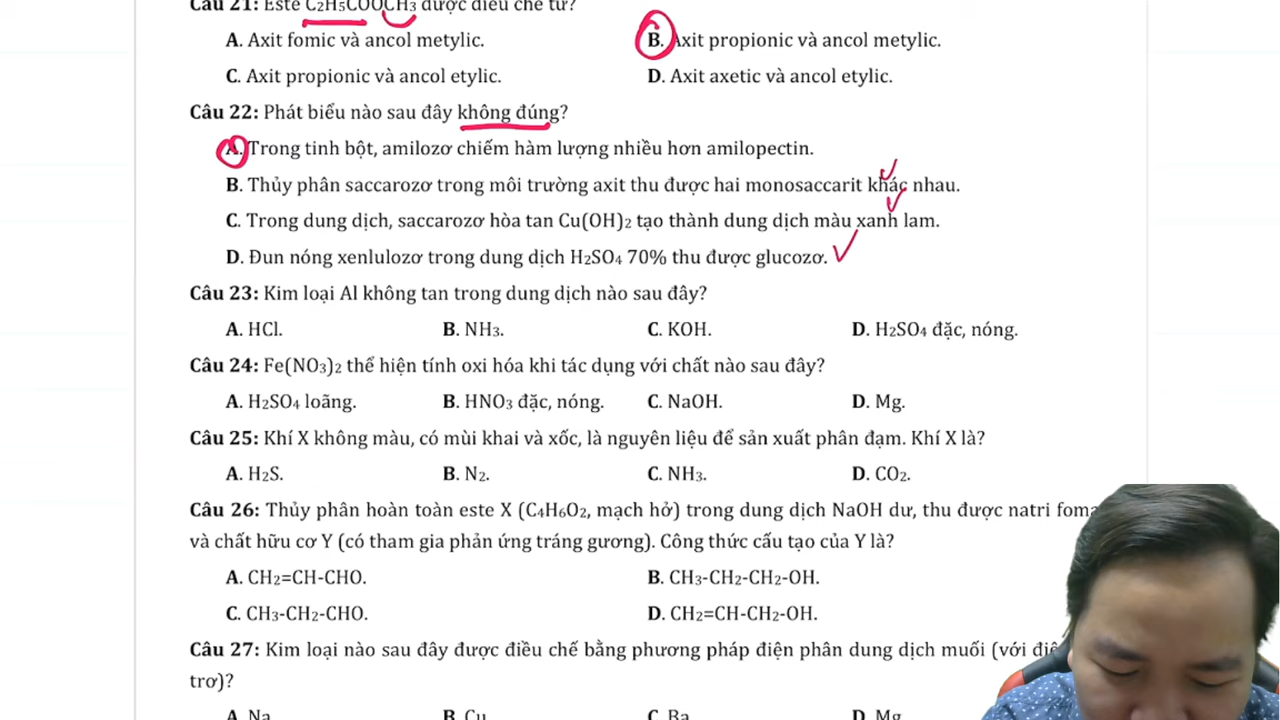 Câu 21: Este C₂H₅COOCH₃ được điều chế từ?
A. Axit fomic và ancol metylic.
B. Axit propionic và ancol metylic.
C. Axit propionic và ancol etylic.
D. Axit axetic và ancol etylic.
Câu 22: Phát biểu nào sau đây không đúng?
A. Trong tinh bột, amilozơ chiếm hàm lượng nhiều hơn amilopectin.
B. Thủy phân saccarozơ trong môi trường axit thu được hai monosaccarit khác nhau.
C. Trong dung dịch, saccarozơ hòa tan Cu(OH)₂ tạo thành dung dịch màu xanh lam.
D. Đun nóng xenlulozơ trong dung dịch H₂SO₄ 70% thu được glucozơ.
Câu 23: Kim loại Al không tan trong dung dịch nào sau đây?
A. HCl. B. NH₃. C. KOH. D. H₂SO₄ đặc, nóng.
Câu 24: Fe(NO₃)₂ thể hiện tính oxi hóa khi tác dụng với chất nào sau đây?
A. H₂SO₄ loãng. B. HNO₃ đặc, nóng. C. NaOH. D. Mg.
Câu 25: Khí X không màu, có mùi khai và xốc, là nguyên liệu để sản xuất phân đạm. Khí X là?
A. H₂S. B. N₂. C. NH₃. D. CO₂.
Câu 26: Thủy phân hoàn toàn este X (C₄H₆O₂, mạch hở) trong dung dịch NaOH dư, thu được natri
và chất hữu cơ Y (có tham gia phản ứng tráng gương). Công thức cấu tạo của Y là?
A. CH₂=CH-CHO. B. CH₃-CH₂-CH₂-OH.
C. CH₃-CH₂-CHO. D. CH₂=CH-CH₂-OH.
Câu 27: Kim loại nào sau đây được điều chế bằng phương pháp điện phân dung dịch muối (với
trơ)?
A. Na B. Cu C. Ba D. Mg